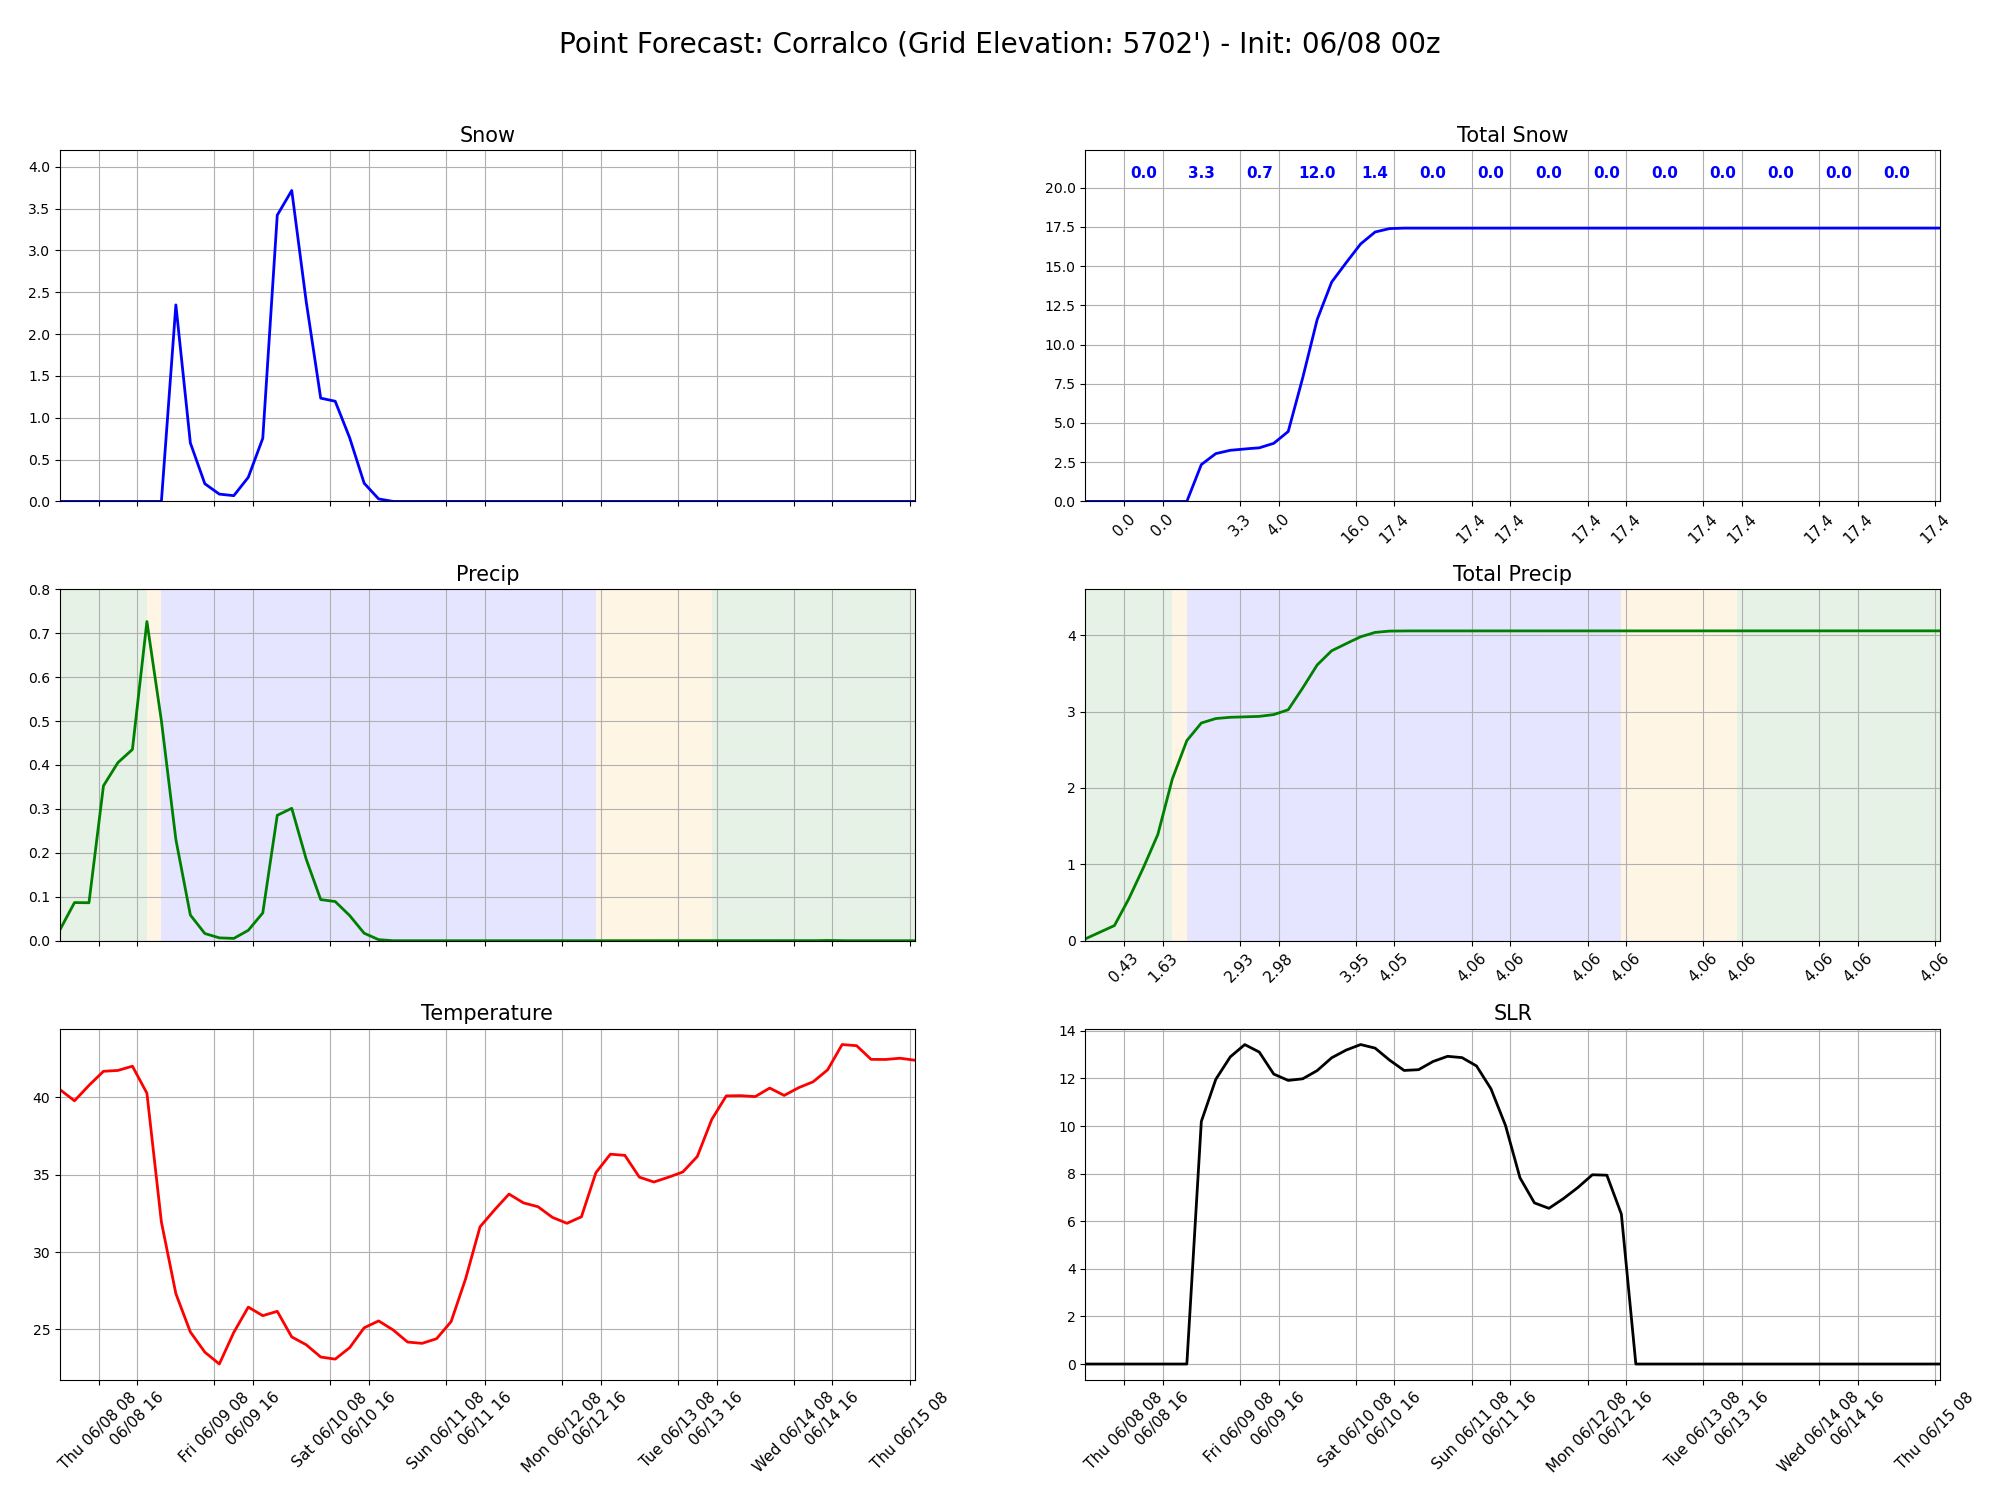 Point Forecast: Corralco (Grid Elevation: 5702') - Init: 06/08 00z
Snow
4.0
3.5
3.0
2.5
2.0
1.5
1.0
0.5
0.0
Total Snow
0.0 3.3 0.7 12.0 1.4 0.0 0.0 0.0 0.0 0.0 0.0 0.0 0.0 0.0
20.0
17.5
15.0
12.5
10.0
7.5
5.0
2.5
0.0
0.0 0.0 3.3 4.0 16.0 17.4 17.4 17.4 17.4 17.4 17.4 17.4 17.4 17.4 17.4
Precip
0.8
0.7
0.6
0.5
0.4
0.3
0.2
0.1
0.0
Total Precip
4
3
2
1
0
0.43 1.63 2.93 2.98 3.95 4.05 4.06 4.06 4.06 4.06 4.06 4.06 4.06 4.06 4.06
Temperature
40
35
30
25
Thu 06/08 08
06/08 16
Fri 06/09 08
06/09 16
Sat 06/10 08
06/10 16
Sun 06/11 08
06/11 16
Mon 06/12 08
06/12 16
Tue 06/13 08
06/13 16
Wed 06/14 08
06/14 16
Thu 06/15 08
SLR
14
12
10
8
6
4
2
0
Thu 06/08 08
06/08 16
Fri 06/09 08
06/09 16
Sat 06/10 08
06/10 16
Sun 06/11 08
06/11 16
Mon 06/12 08
06/12 16
Tue 06/13 08
06/13 16
Wed 06/14 08
06/14 16
Thu 06/15 08